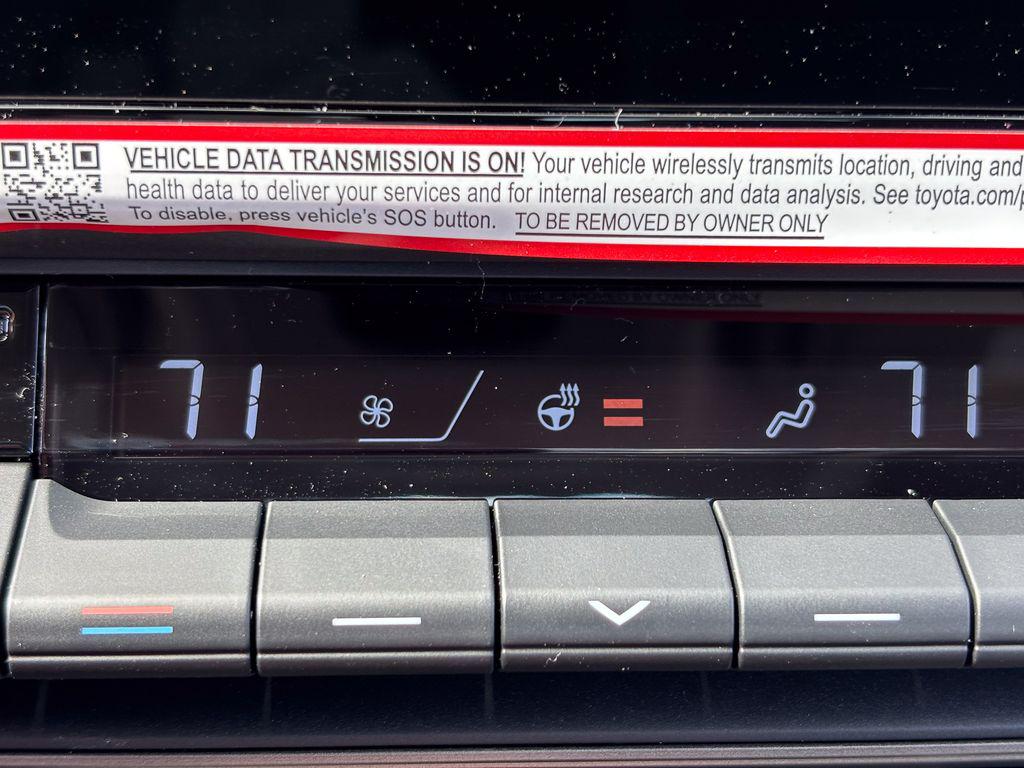 VEHICLE DATA TRANSMISSION IS ON! Your vehicle wirelessly transmits location, driving and
health data to deliver your services and for internal research and data analysis. See toyota.com/p
To disable, press vehicle's SOS button. TO BE REMOVED BY OWNER ONLY
71 71